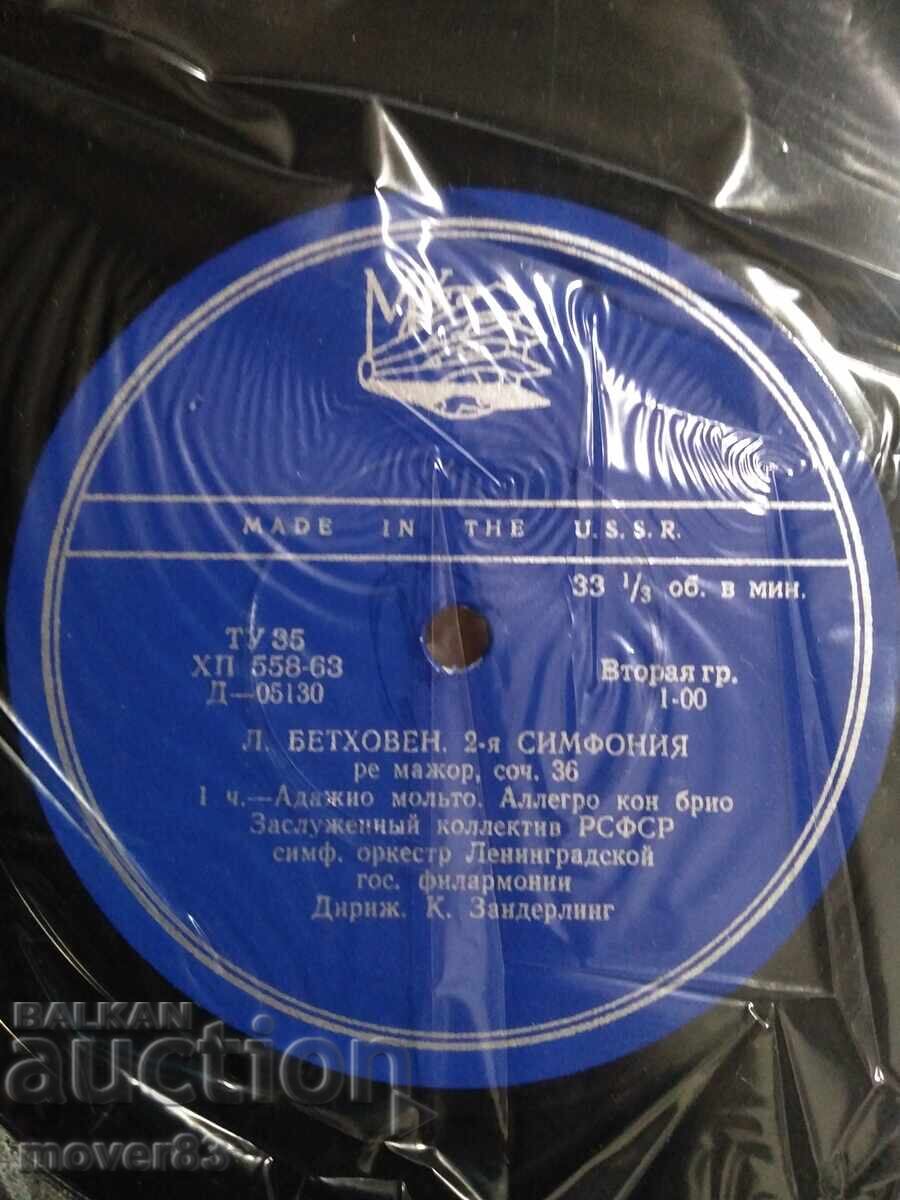 MADE IN THE U.S.S.R.
33 1/3 об. в мин.
ТУ 35
ХП 558-63
Д—05130
Вторая гр.
1-00
Л. БЕТХОВЕН. 2-я СИМФОНИЯ
ре мажор, соч. 36
1 ч.—Адажио мольто. Аллегро кон брио
Заслуженный коллектив РСФСР
симф. оркестр Ленинградской
гос. филармонии
Дириж. К. Зандерлинг
BALKAN
auction
mover83